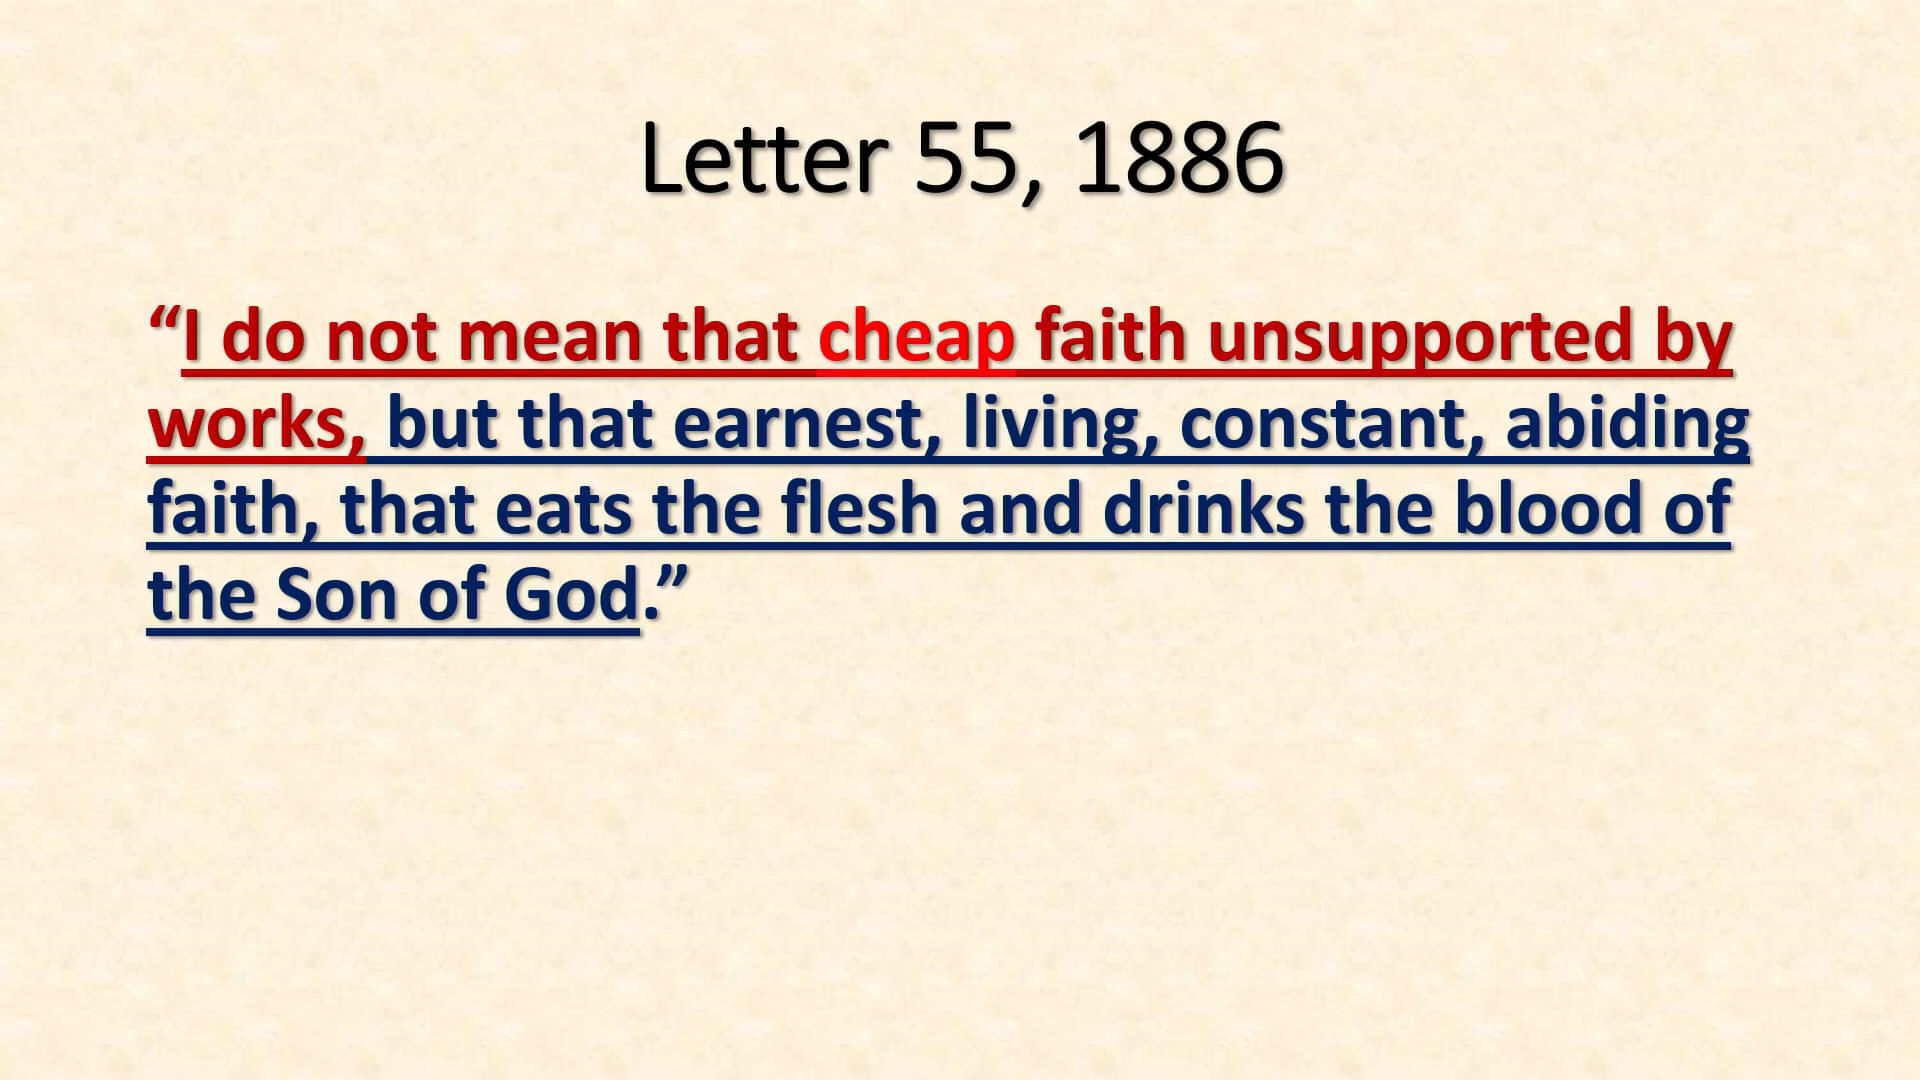 Letter 55, 1886
“I do not mean that cheap faith unsupported by
works, but that earnest, living, constant, abiding
faith, that eats the flesh and drinks the blood of
the Son of God.”